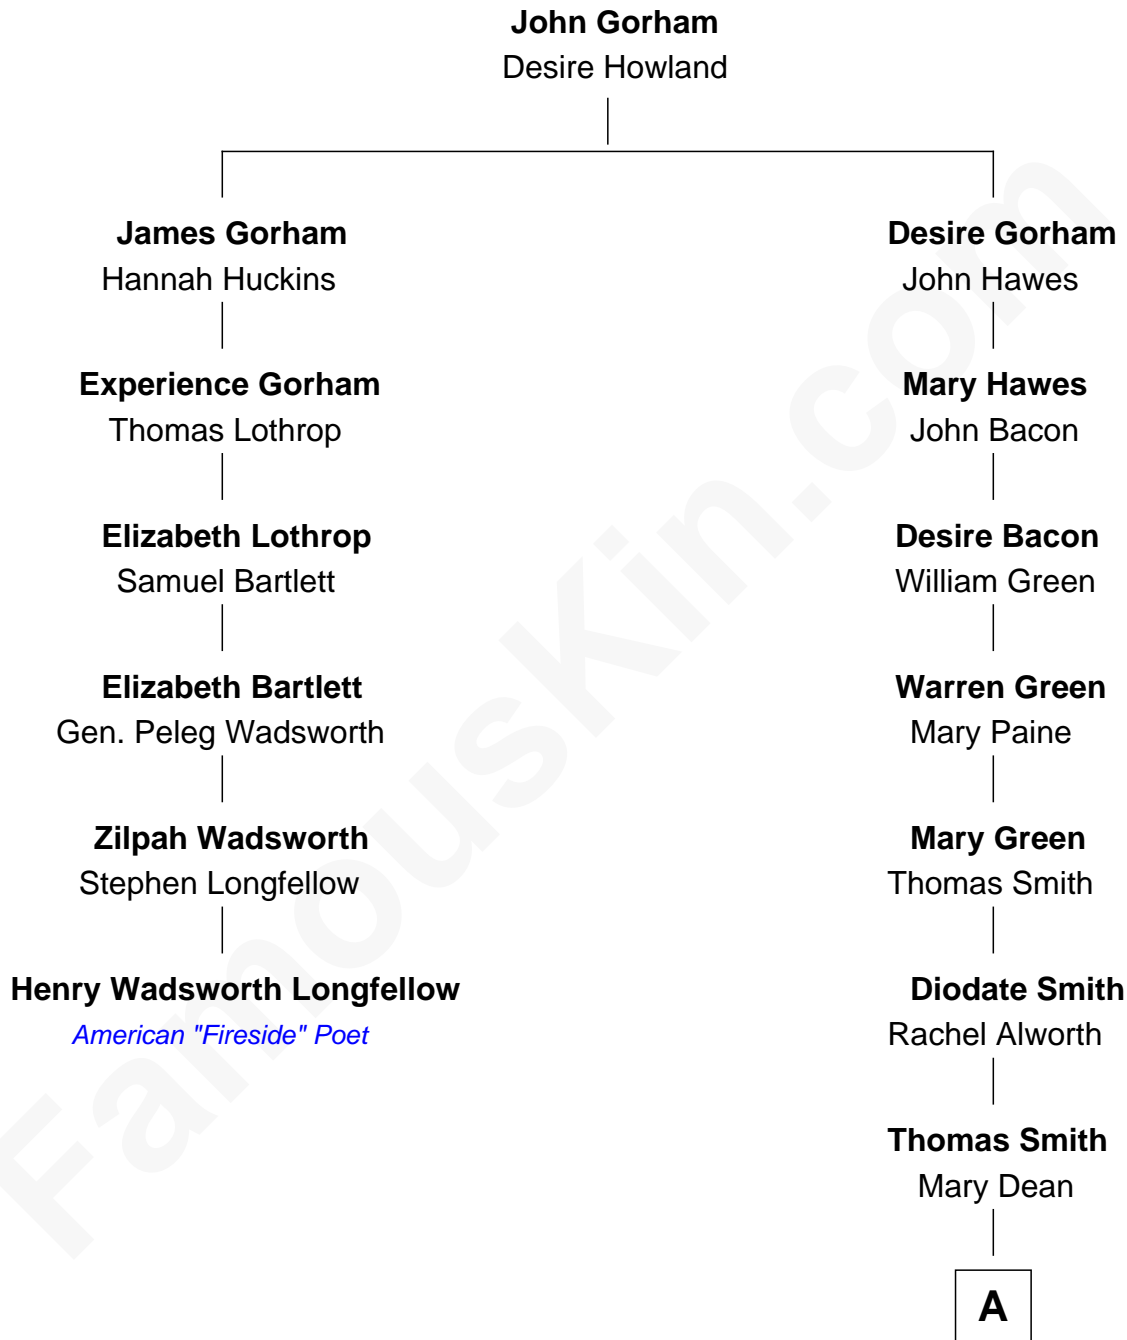 John Gorham
Desire Howland
James Gorham
Hannah Huckins
Desire Gorham
John Hawes
Experience Gorham
Thomas Lothrop
Mary Hawes
John Bacon
Elizabeth Lothrop
Samuel Bartlett
Desire Bacon
William Green
Elizabeth Bartlett
Gen. Peleg Wadsworth
Warren Green
Mary Paine
Zilpah Wadsworth
Stephen Longfellow
Mary Green
Thomas Smith
Henry Wadsworth Longfellow
American "Fireside" Poet
Diodate Smith
Rachel Alworth
Thomas Smith
Mary Dean
A
FamousKin.com